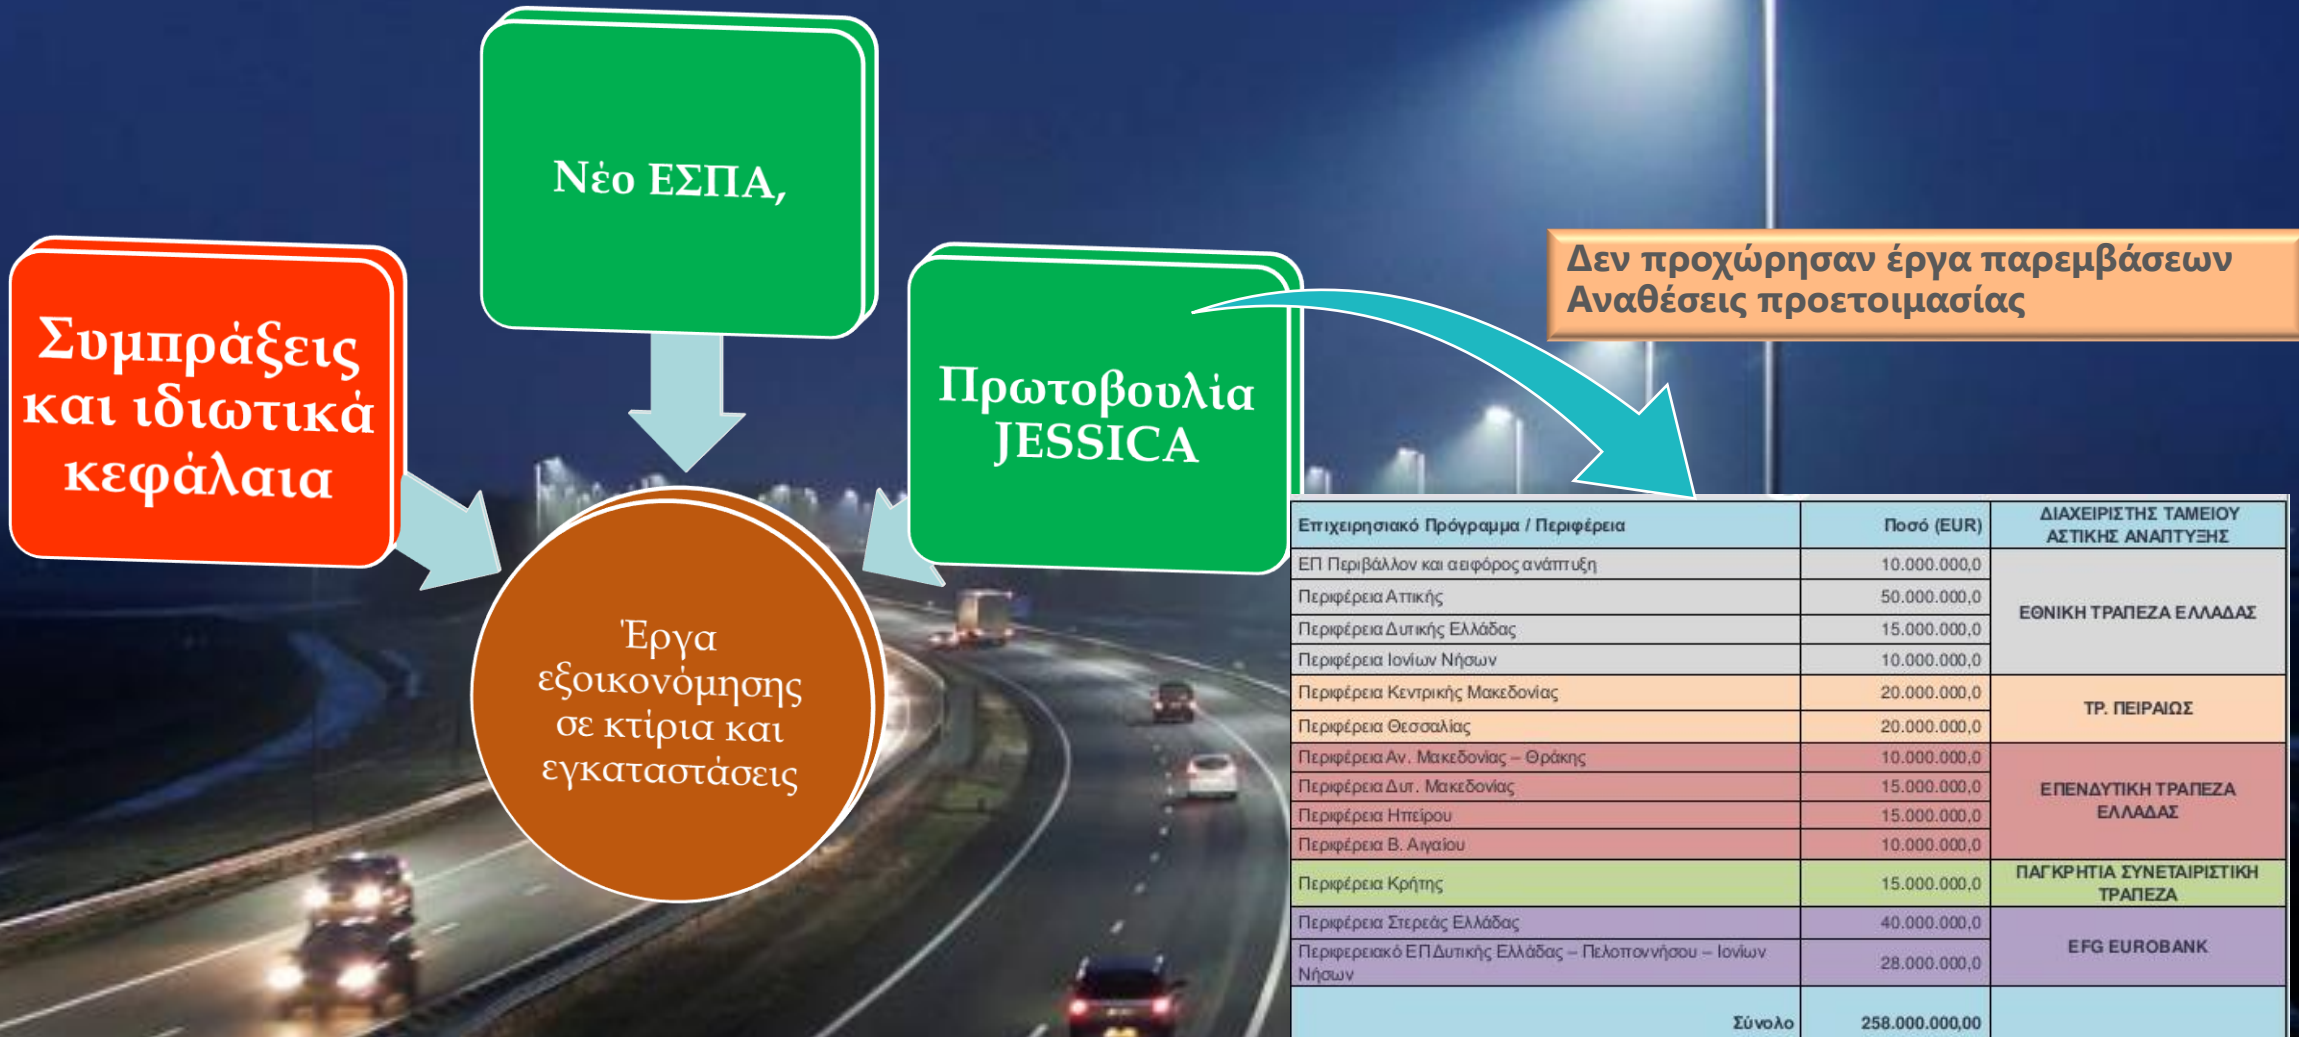 Νέο ΕΣΠΑ,
Συμπράξεις
και ιδιωτικά
κεφάλαια
Πρωτοβουλία
JESSICA
Έργα
εξοικονόμησης
σε κτίρια και
εγκαταστάσεις
Δεν προχώρησαν έργα παρεμβάσεων
Αναθέσεις προετοιμασίας
Επιχειρησιακό Πρόγραμμα / Περιφέρεια Ποσό (EUR) ΔΙΑΧΕΙΡΙΣΤΗΣ ΤΑΜΕΙΟΥ
ΑΣΤΙΚΗΣ ΑΝΑΠΤΥΞΗΣ
ΕΠ Περιβάλλον και αειφόρος ανάπτυξη 10.000.000,0
Περιφέρεια Αττικής 50.000.000,0
ΕΘΝΙΚΗ ΤΡΑΠΕΖΑ ΕΛΛΑΔΑΣ
Περιφέρεια Δυτικής Ελλάδας 15.000.000,0
Περιφέρεια Ιονίων Νήσων 10.000.000,0
Περιφέρεια Κεντρικής Μακεδονίας 20.000.000,0
ΤΡ. ΠΕΙΡΑΙΩΣ
Περιφέρεια Θεσσαλίας 20.000.000,0
Περιφέρεια Αν. Μακεδονίας – Θράκης 10.000.000,0
Περιφέρεια Δυτ. Μακεδονίας 15.000.000,0
ΕΠΕΝΔΥΤΙΚΗ ΤΡΑΠΕΖΑ
ΕΛΛΑΔΑΣ
Περιφέρεια Ηπείρου 15.000.000,0
Περιφέρεια Β. Αιγαίου 10.000.000,0
Περιφέρεια Κρήτης 15.000.000,0 ΠΑΓΚΡΗΤΙΑ ΣΥΝΕΤΑΙΡΙΣΤΙΚΗ
ΤΡΑΠΕΖΑ
Περιφέρεια Στερεάς Ελλάδας 40.000.000,0
EFG EUROBANK
Περιφερειακό ΕΠ Δυτικής Ελλάδας – Πελοποννήσου – Ιονίων
Νήσων 28.000.000,0
Σύνολο 258.000.000,00